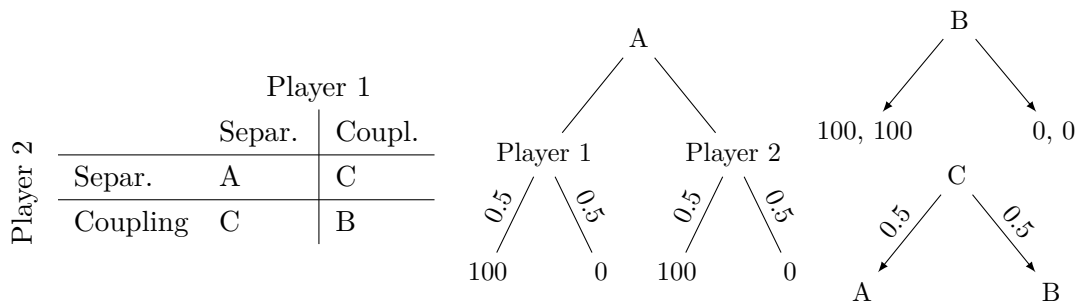 Player 1
Player 2
Separ. Coupl.
Separ. A C
Coupling C B
A
Player 1 Player 2
0.5 0.5 0.5 0.5
100 0 100 0
B
100, 100 0, 0
C
0.5 0.5
A B